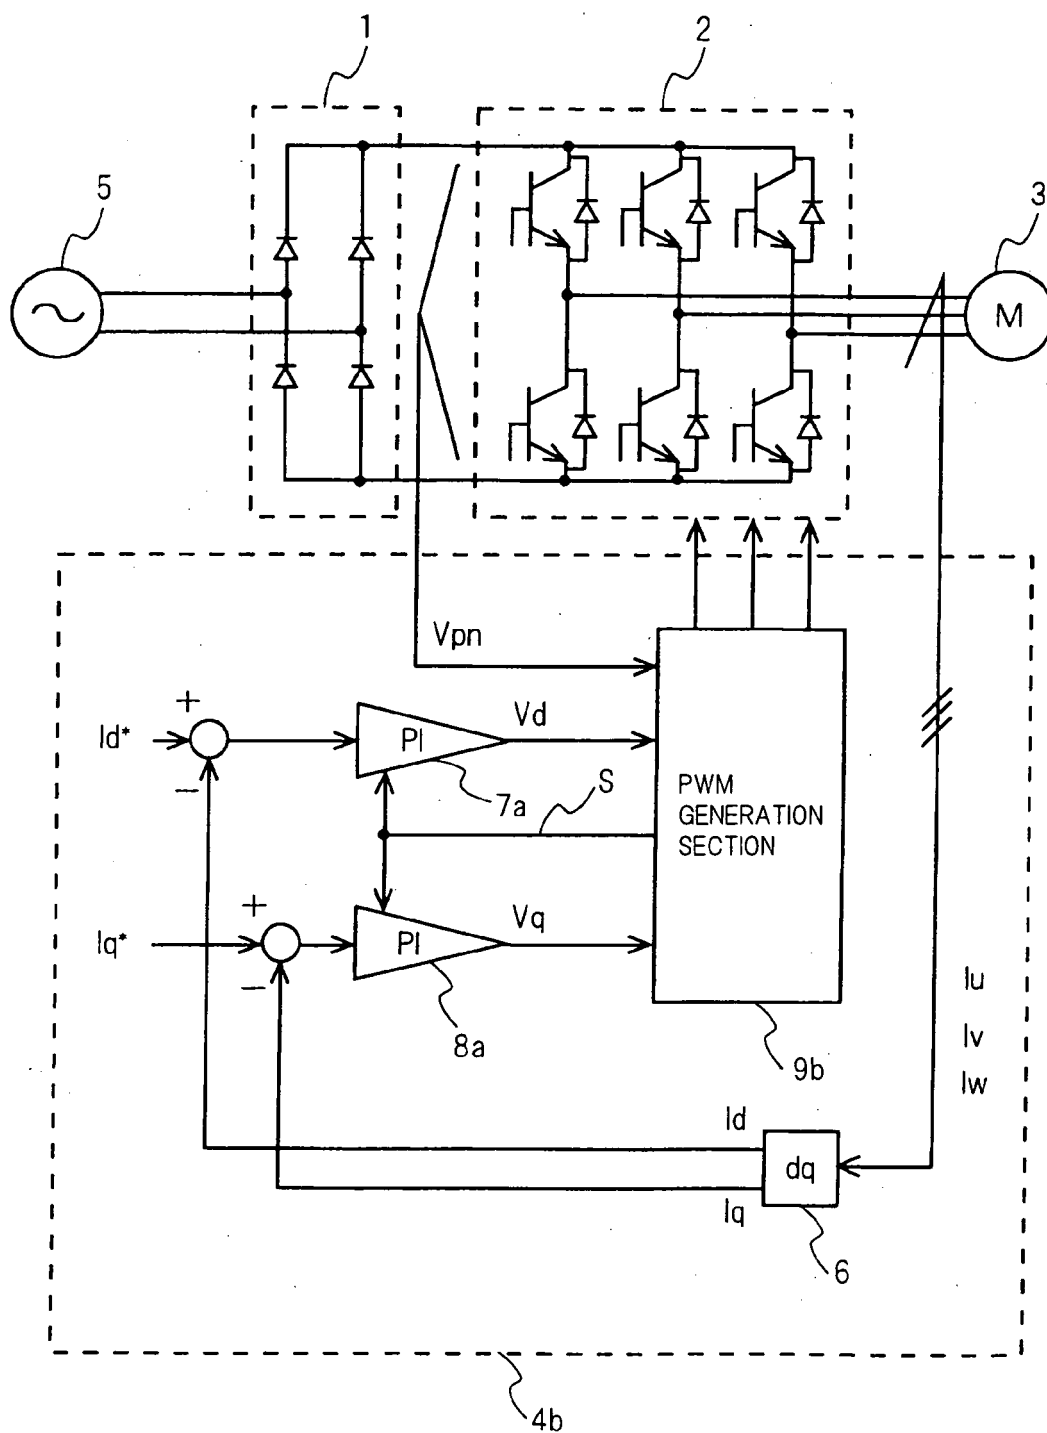 1
2
5
3
M
Vpn
+
Id*
−
PI
Vd
7a
S
PWM
GENERATION
SECTION
+
Iq*
−
PI
Vq
8a
9b
Iu
Iv
Iw
Id
dq
Iq
6
4b